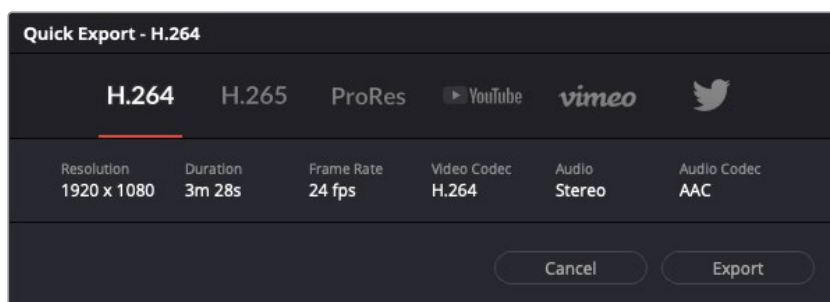 Quick Export - H.264
H.264 H.265 ProRes YouTube vimeo
Resolution Duration Frame Rate Video Codec Audio Audio Codec
1920 x 1080 3m 28s 24 fps H.264 Stereo AAC
Cancel Export